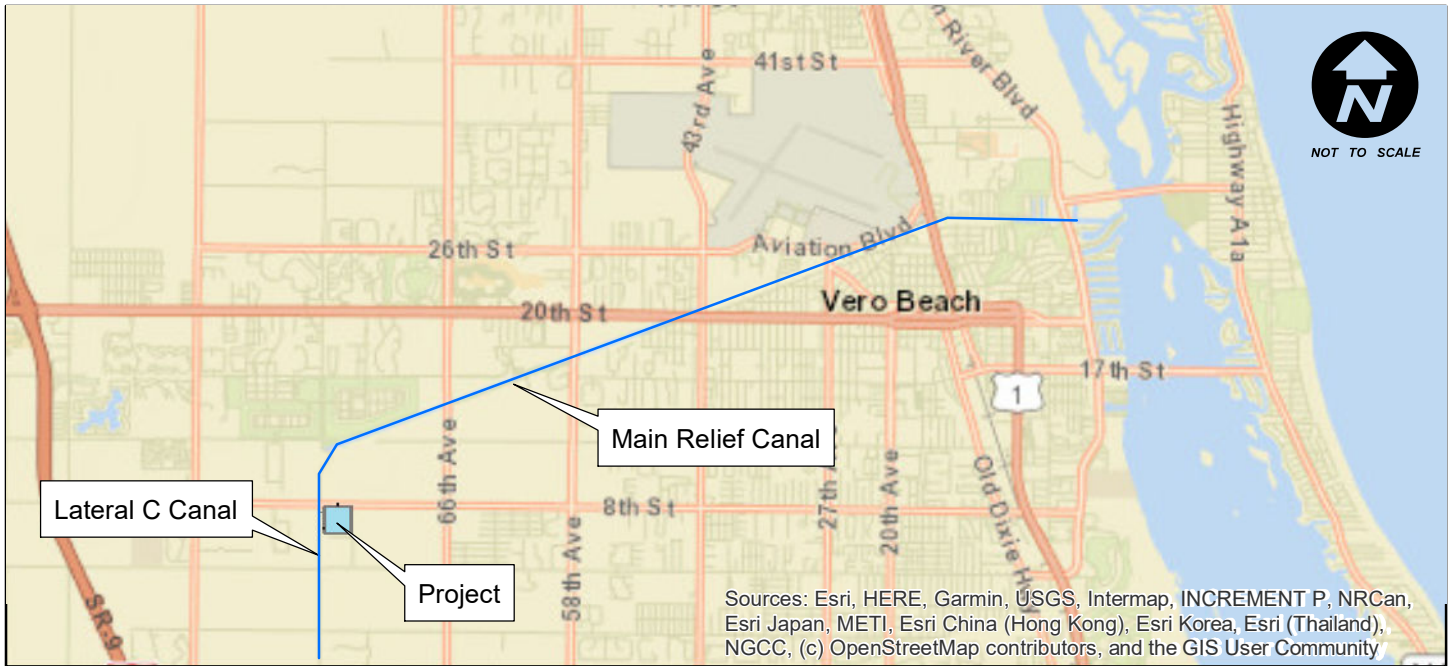 41st St
43rd Ave
River Blvd
Highway A1a
N
NOT TO SCALE
26th St
Aviation Blvd
20th St
Vero Beach
17th St
1
Main Relief Canal
66th Ave
Lateral C Canal
8th St
27th
20th Ave
Old Dixie Hwy
58th Ave
Project
SR-9
Sources: Esri, HERE, Garmin, USGS, Intermap, INCREMENT P, NRCan,
Esri Japan, METI, Esri China (Hong Kong), Esri Korea, Esri (Thailand),
NGCC, (c) OpenStreetMap contributors, and the GIS User Community